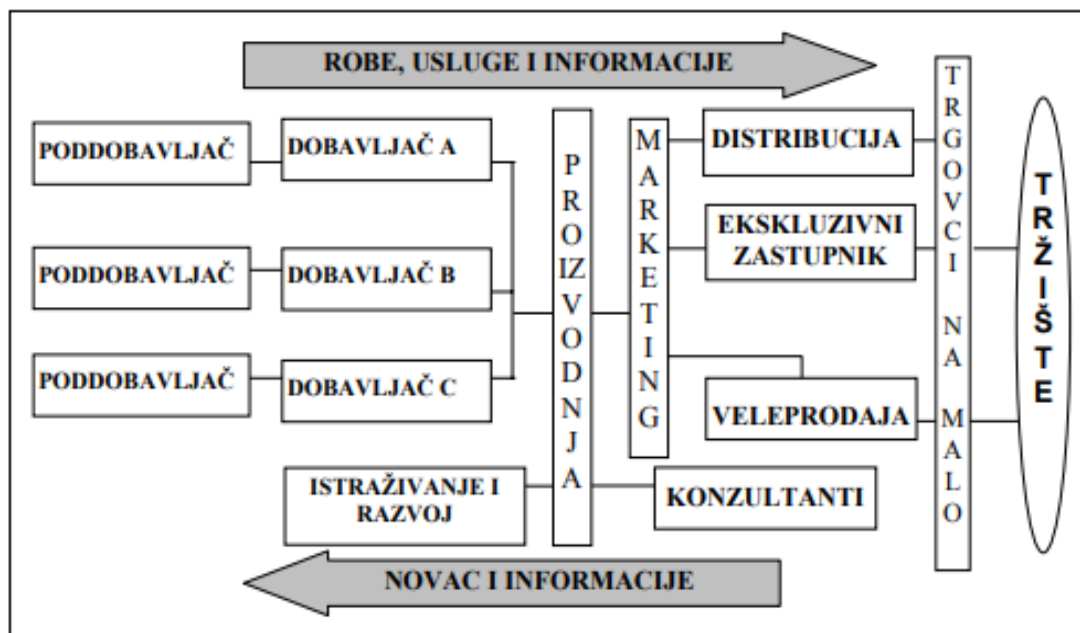 ROBE, USLUGE I INFORMACIJE
PODDOBAVLJAČ
DOBAVLJAČ A
PODDOBAVLJAČ
DOBAVLJAČ B
PODDOBAVLJAČ
DOBAVLJAČ C
ISTRAŽIVANJE I
RAZVOJ
PROIZVODNJA
MARKETING
KONZULTANTI
DISTRIBUCIJA
EKSKLUZIVNI
ZASTUPNIK
VELEPRODAJA
TRGOVCI NA MALO
TRŽIŠTE
NOVAC I INFORMACIJE